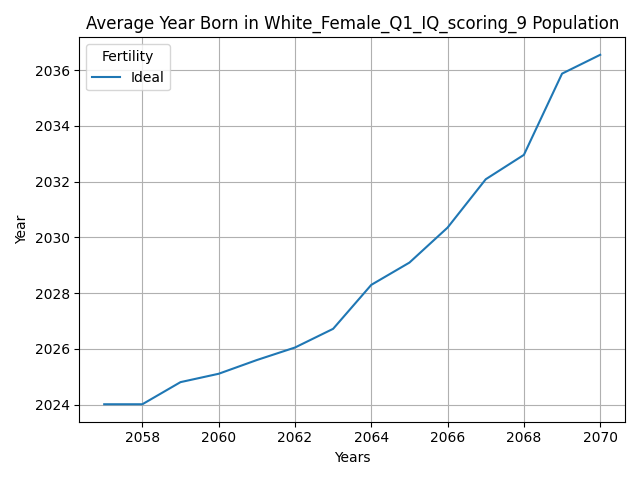 Average Year Born in White_Female_Q1_IQ_scoring_9 Population
Fertility
Ideal
2036
2034
2032
2030
2028
2026
2024
Year
2058 2060 2062 2064 2066 2068 2070
Years